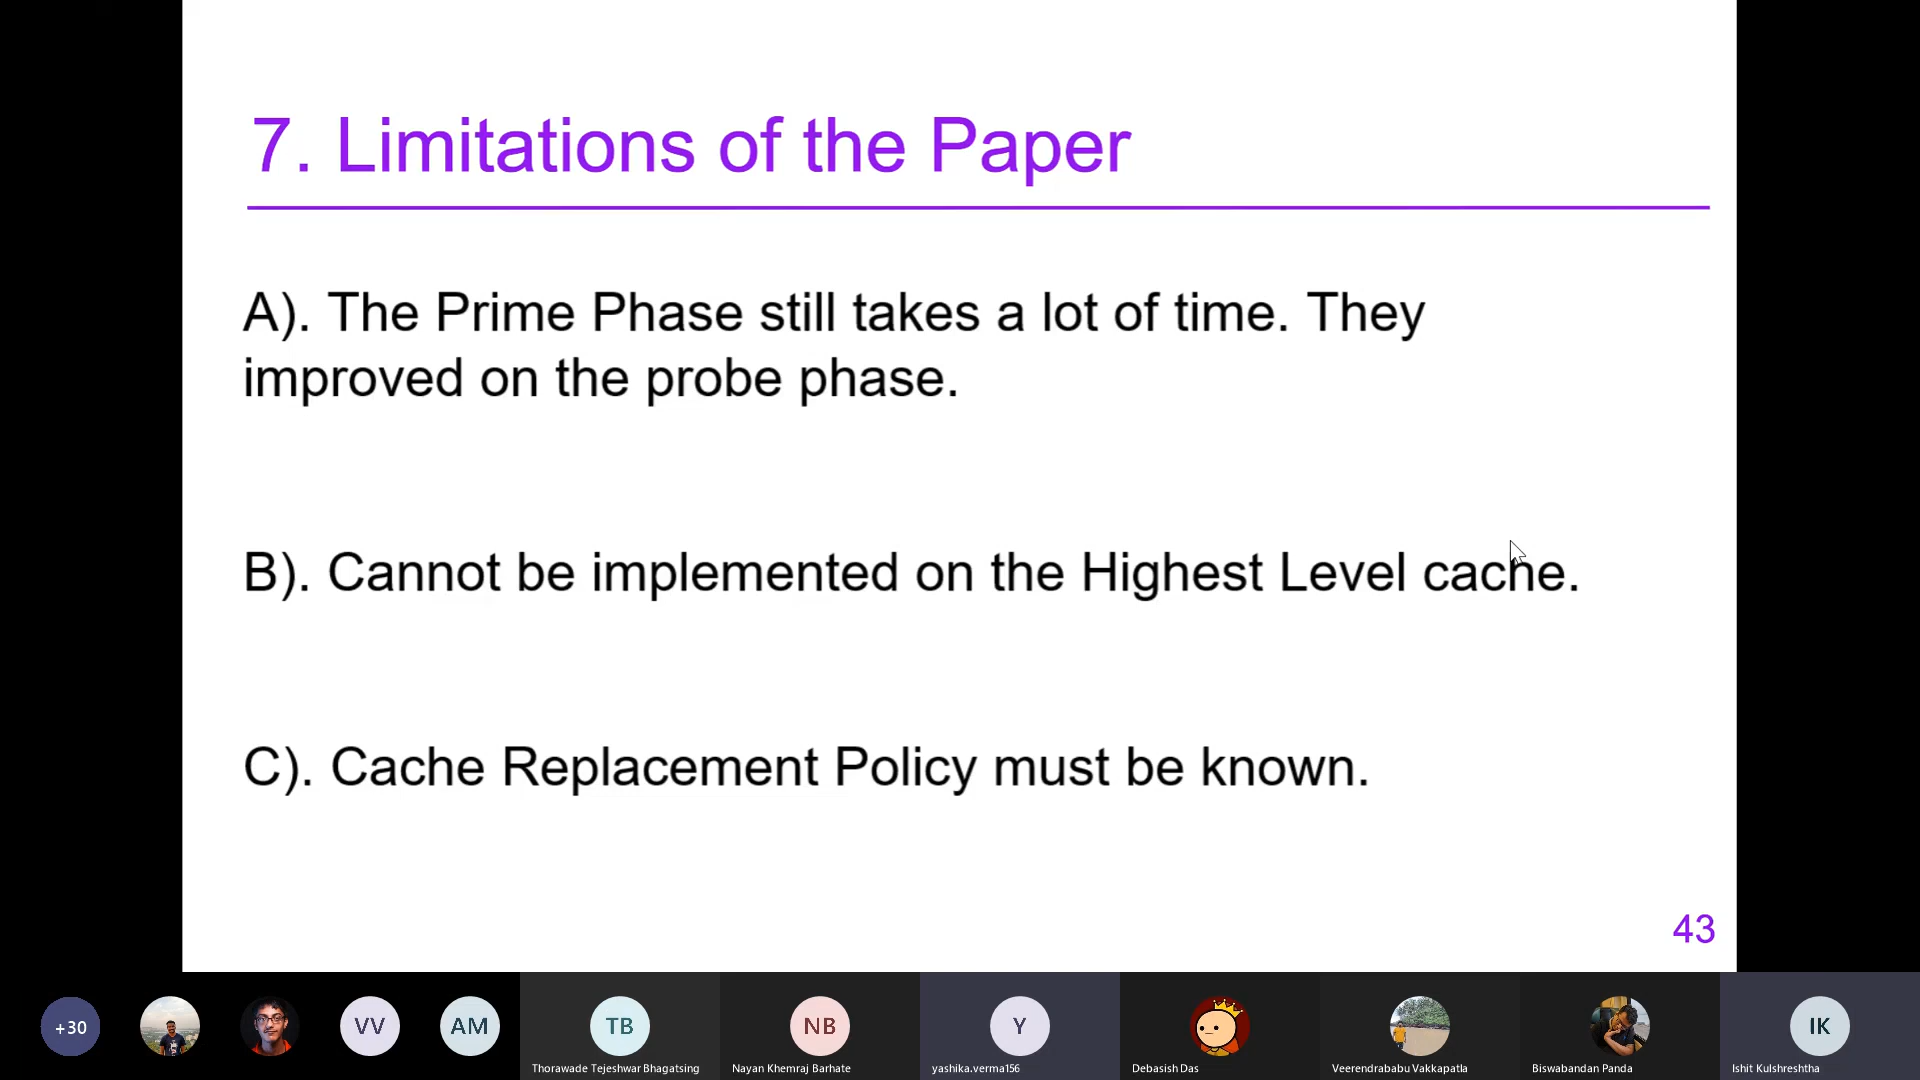 7. Limitations of the Paper
A). The Prime Phase still takes a lot of time. They
improved on the probe phase.
B). Cannot be implemented on the Highest Level cache.
C). Cache Replacement Policy must be known.
43
+30
VV
AM
TB
NB
Y
IK
Thorawade Tejeshwar Bhagatsing
Nayan Khemraj Barhate
yashika.verma156
Debasish Das
Veerendrababu Vakkapatla
Biswabandan Panda
Ishit Kulshreshtha